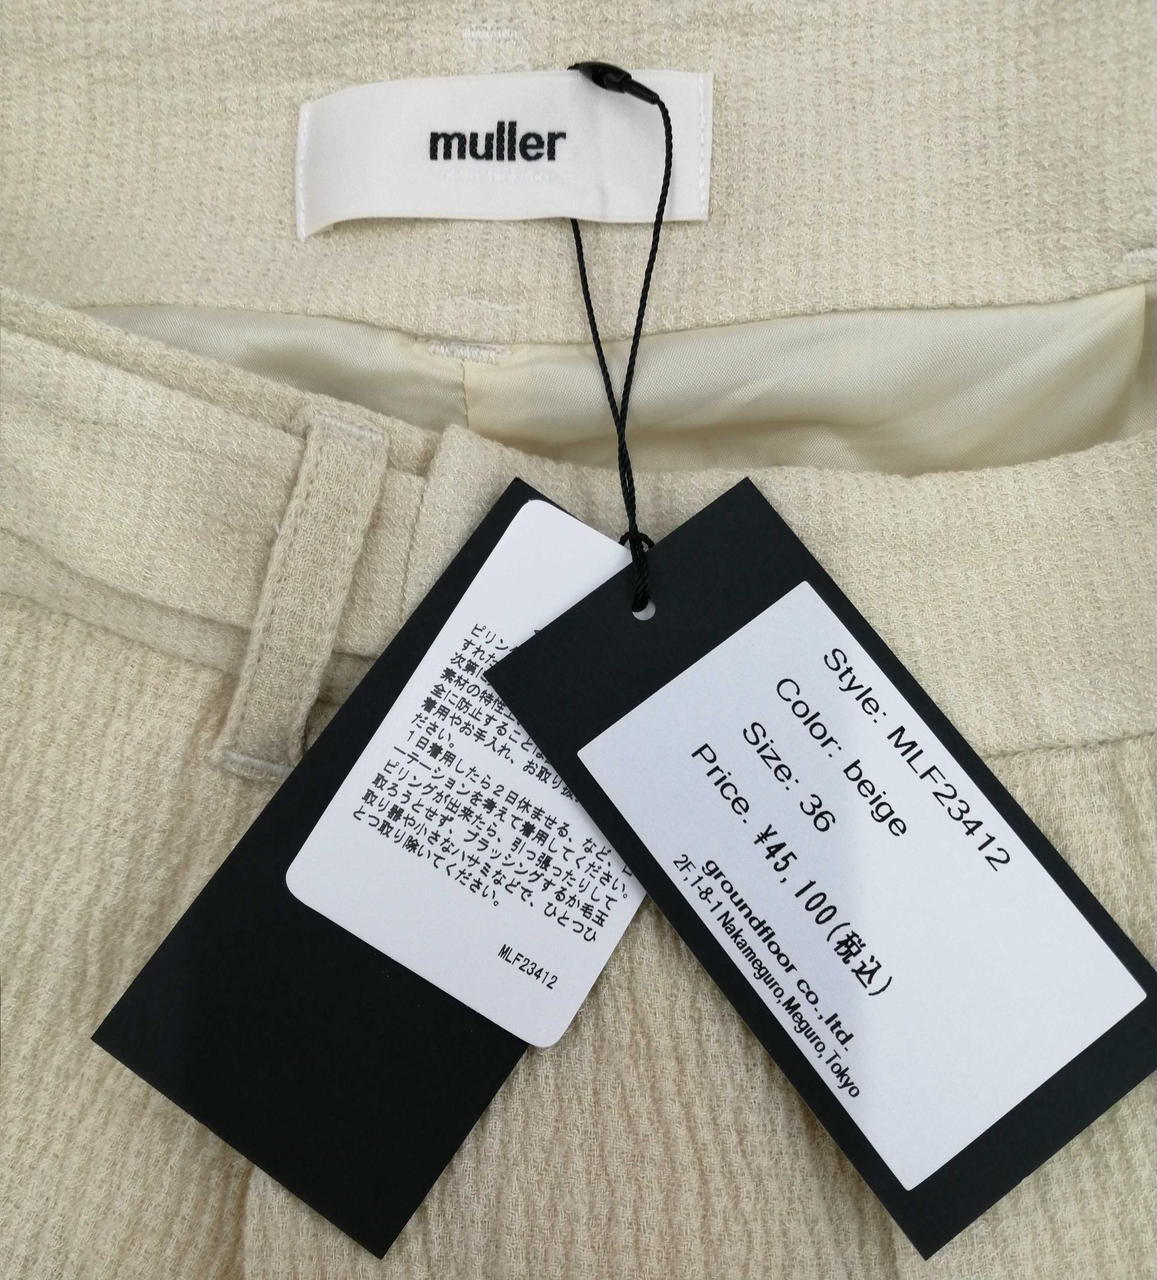 muller
ピリン
すれた
次第に
素材の特性
全に防止することは
着用やお手入れ、お取り扱
ださい。
1日着用したら2日休ませる、など、
ーテーションを考えて着用してください。
ピリングが出来たら、引っ張ったりして
取ろうとせず、ブラッシングするか毛玉
取り器や小さなハサミなどで、ひとつひ
とつ取り除いてください。
MLF23412
Style: MLF23412
Color: beige
Size: 36
Price. ¥45,100(税込)
groundfloor co.,ltd.
2F,1-8-1 Nakameguro,Meguro,Tokyo